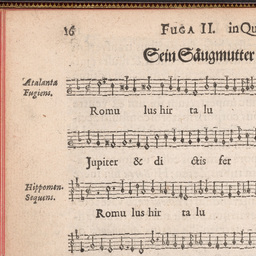 16 FUGA II. in
Sein Säugmutter
Atalanta
Fugiens.
Romu lus hir ta lu
Jupiter & di ctis fer
Hippomen.
Sequens.
Romu lus hir ta lu